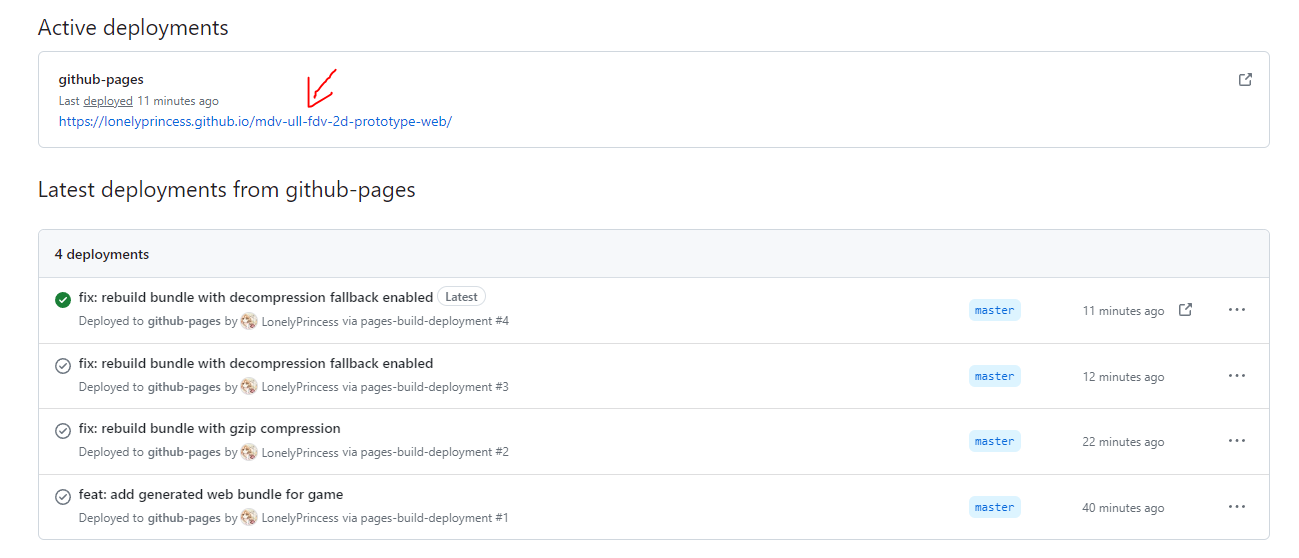 Active deployments
github-pages
Last deployed 11 minutes ago
https://lonelyprincess.github.io/mdv-ull-fdv-2d-prototype-web/
Latest deployments from github-pages
4 deployments
fix: rebuild bundle with decompression fallback enabled Latest
master 11 minutes ago
Deployed to github-pages by LonelyPrincess via pages-build-deployment #4
fix: rebuild bundle with decompression fallback enabled
master 12 minutes ago
Deployed to github-pages by LonelyPrincess via pages-build-deployment #3
fix: rebuild bundle with gzip compression
master 22 minutes ago
Deployed to github-pages by LonelyPrincess via pages-build-deployment #2
feat: add generated web bundle for game
master 40 minutes ago
Deployed to github-pages by LonelyPrincess via pages-build-deployment #1